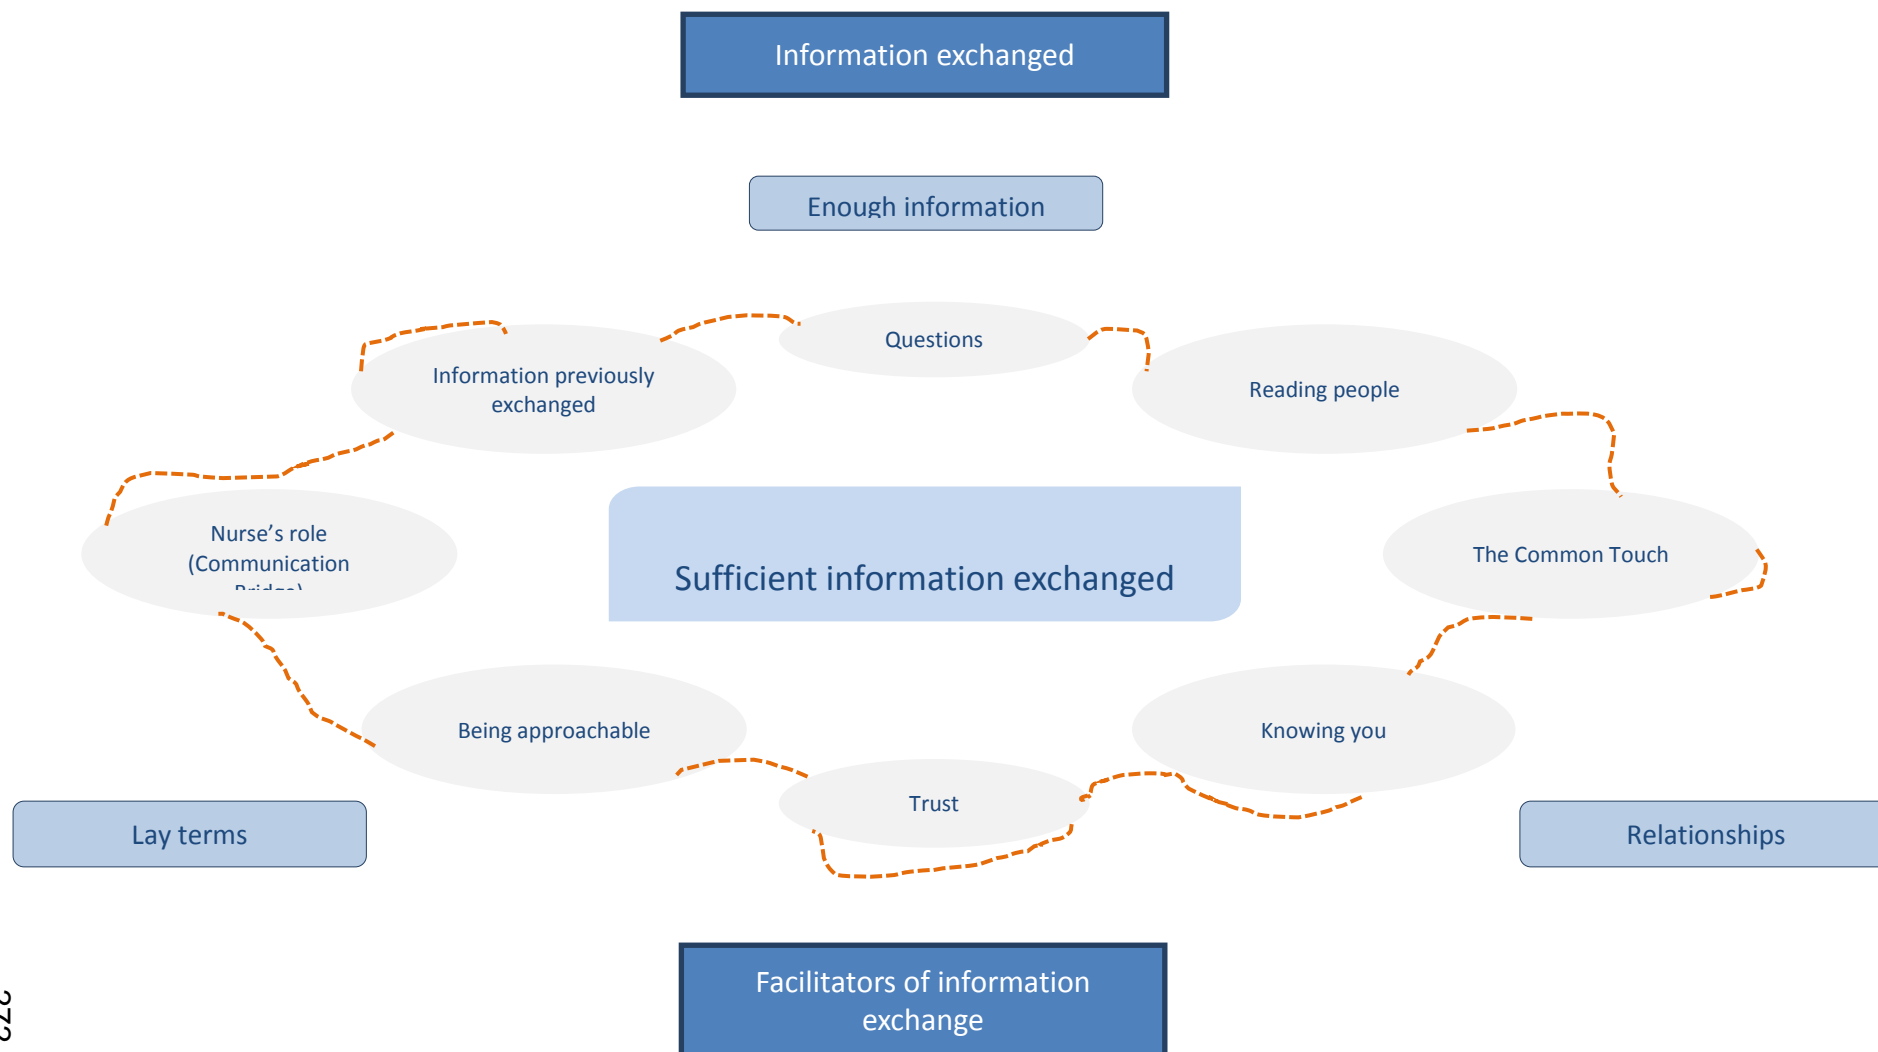 Information exchanged
Enough information
Questions
Information previously
exchanged
Reading people
Nurse’s role
(Communication
Bridge)
Sufficient information exchanged
The Common Touch
Being approachable
Knowing you
Trust
Lay terms
Relationships
Facilitators of information
exchange